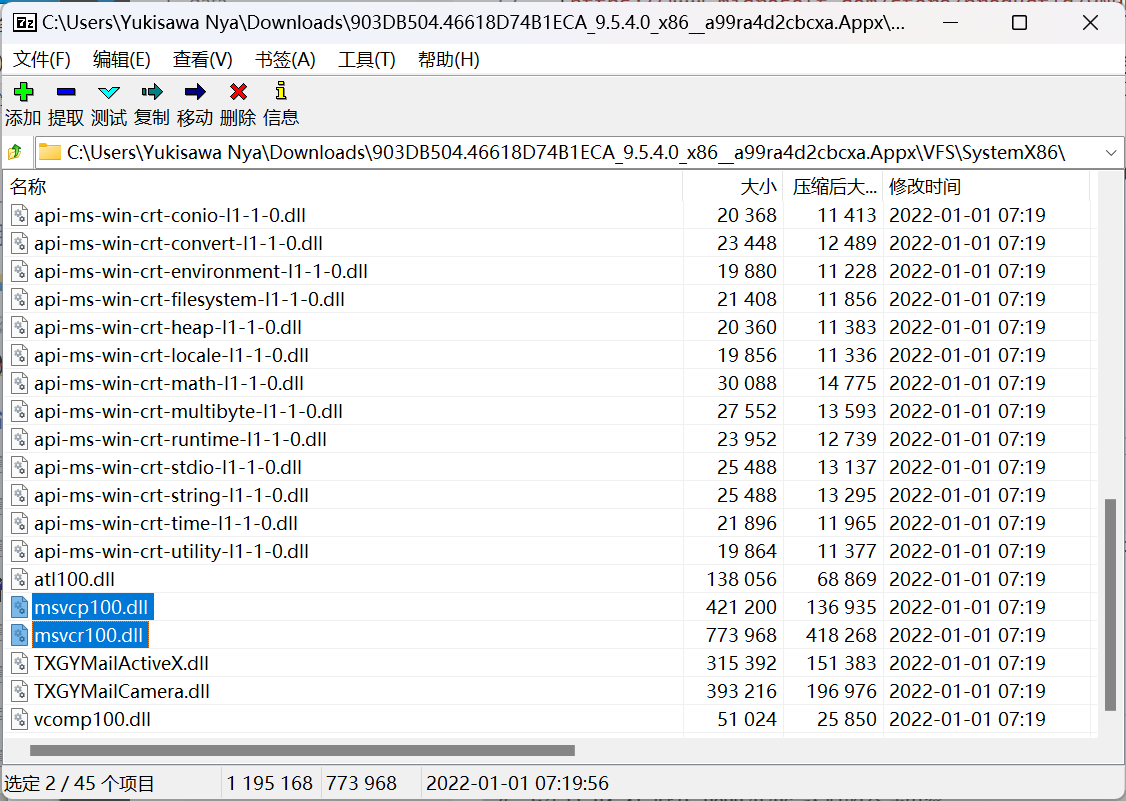 C:\Users\Yukisawa Nya\Downloads\903DB504.46618D74B1ECA_9.5.4.0_x86__a99ra4d2cbcxa.Appx\...
文件(F) 编辑(E) 查看(V) 书签(A) 工具(T) 帮助(H)
添加 提取 测试 复制 移动 删除 信息
C:\Users\Yukisawa Nya\Downloads\903DB504.46618D74B1ECA_9.5.4.0_x86__a99ra4d2cbcxa.Appx\VFS\SystemX86\
名称 大小 压缩后大... 修改时间
api-ms-win-crt-conio-l1-1-0.dll 20 368 11 413 2022-01-01 07:19
api-ms-win-crt-convert-l1-1-0.dll 23 448 12 489 2022-01-01 07:19
api-ms-win-crt-environment-l1-1-0.dll 19 880 11 228 2022-01-01 07:19
api-ms-win-crt-filesystem-l1-1-0.dll 21 408 11 856 2022-01-01 07:19
api-ms-win-crt-heap-l1-1-0.dll 20 360 11 383 2022-01-01 07:19
api-ms-win-crt-locale-l1-1-0.dll 19 856 11 336 2022-01-01 07:19
api-ms-win-crt-math-l1-1-0.dll 30 088 14 775 2022-01-01 07:19
api-ms-win-crt-multibyte-l1-1-0.dll 27 552 13 593 2022-01-01 07:19
api-ms-win-crt-runtime-l1-1-0.dll 23 952 12 739 2022-01-01 07:19
api-ms-win-crt-stdio-l1-1-0.dll 25 488 13 137 2022-01-01 07:19
api-ms-win-crt-string-l1-1-0.dll 25 488 13 295 2022-01-01 07:19
api-ms-win-crt-time-l1-1-0.dll 21 896 11 965 2022-01-01 07:19
api-ms-win-crt-utility-l1-1-0.dll 19 864 11 377 2022-01-01 07:19
atl100.dll 138 056 68 869 2022-01-01 07:19
msvcp100.dll 421 200 136 935 2022-01-01 07:19
msvcr100.dll 773 968 418 268 2022-01-01 07:19
TXGYMailActiveX.dll 315 392 151 383 2022-01-01 07:19
TXGYMailCamera.dll 393 216 196 976 2022-01-01 07:19
vcomp100.dll 51 024 25 850 2022-01-01 07:19
选定 2 / 45 个项目 1 195 168 773 968 2022-01-01 07:19:56